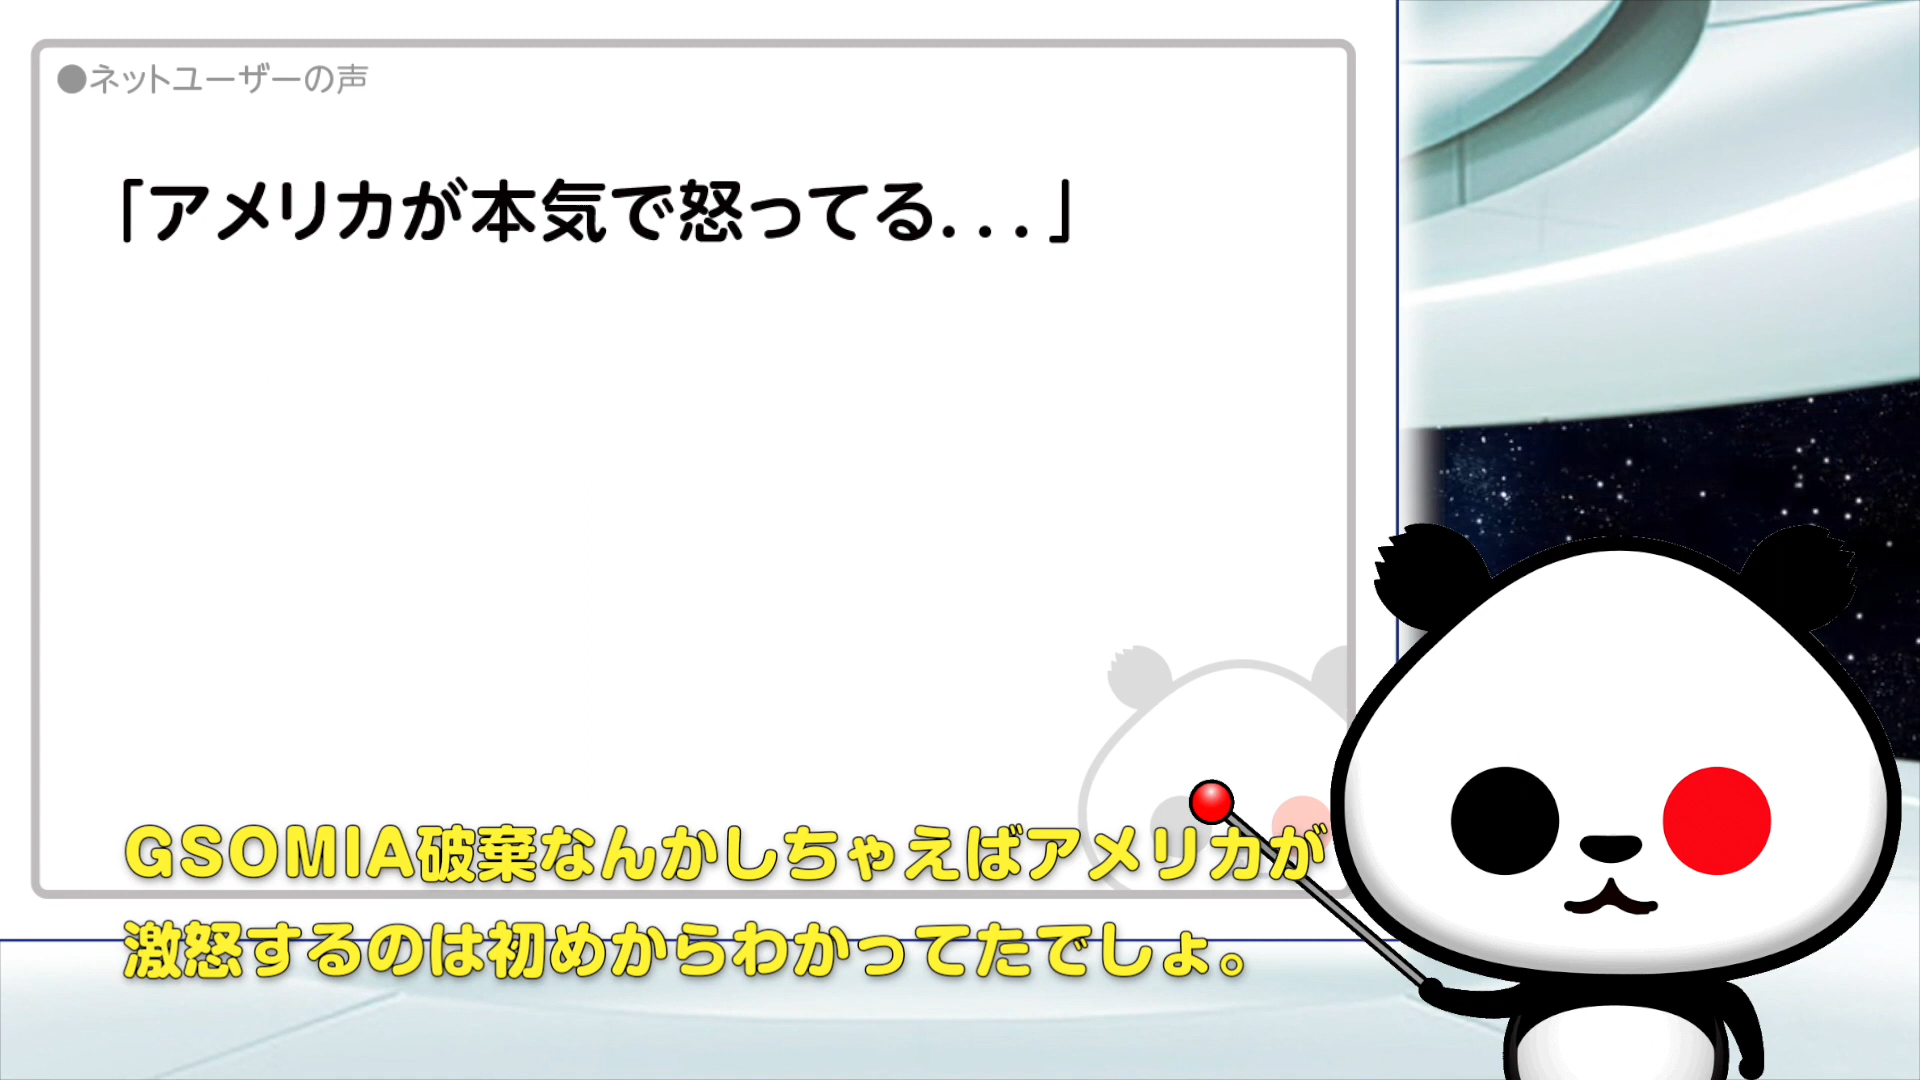 ●ネットユーザーの声
「アメリカが本気で怒ってる...」
GSOMIA破棄なんかしちゃえばアメリカが
激怒するのは初めからわかってたでしょ。